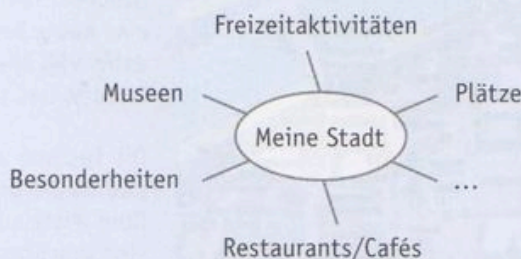 Freizeitaktivitäten
Museen
Plätze
Meine Stadt
Besonderheiten
...
Restaurants/Cafés